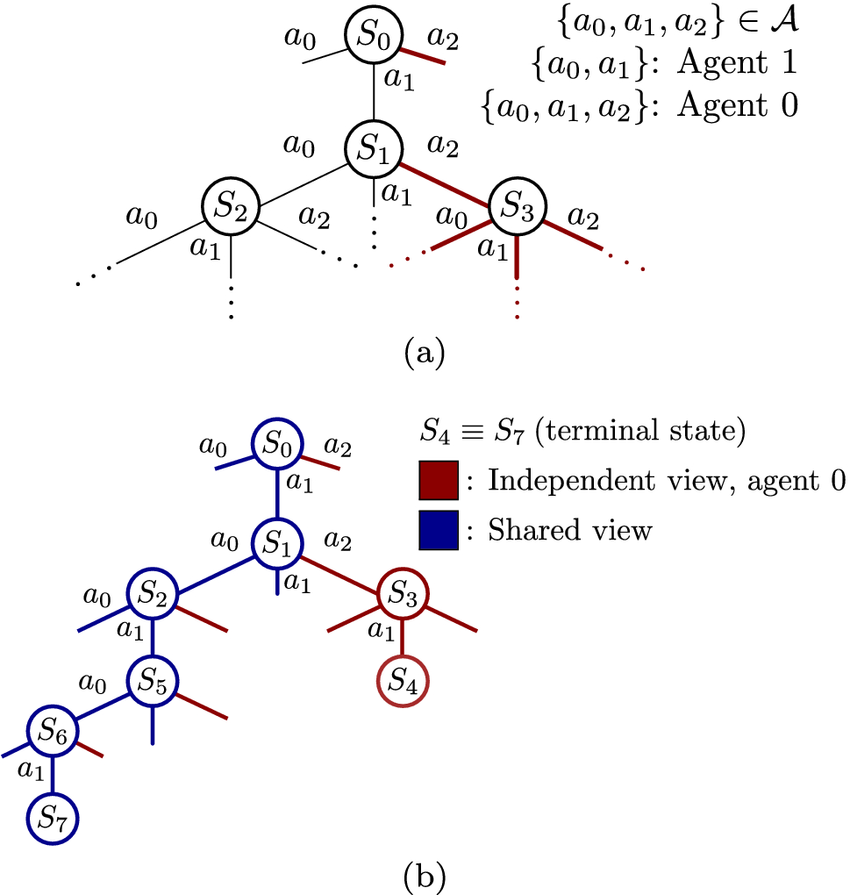 a₀ S₀ a₂
a₁
{a₀, a₁, a₂} ∈ 𝒜
{a₀, a₁}: Agent 1
{a₀, a₁, a₂}: Agent 0
a₀ S₁ a₂
a₁
a₀ S₂ a₂
a₁
a₀ S₃ a₂
a₁
(a)
S₄ ≡ S₇ (terminal state)
: Independent view, agent 0
: Shared view
a₀ S₀ a₂
a₁
a₀ S₁ a₂
a₁
a₀ S₂
a₁
S₃
a₁
S₄
a₀ S₅
S₆
a₁
S₇
(b)